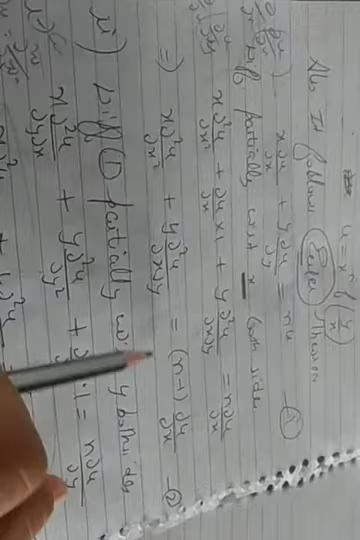 u = xⁿ f(y/x)
Also It follows Euler Theorem
x ∂u/∂x + y ∂u/∂y = nu — ①
Diff partially w.r.t x both side
x ∂²u/∂x² + ∂u/∂x × 1 + y ∂²u/∂x∂y = n ∂u/∂x
⇒ x ∂²u/∂x² + y ∂²u/∂x∂y = (n-1) ∂u/∂x — ②
ii) Diff ① partially w. y both side
x ∂²u/∂y∂x + y ∂²u/∂y² + ·1 = n ∂u/∂y